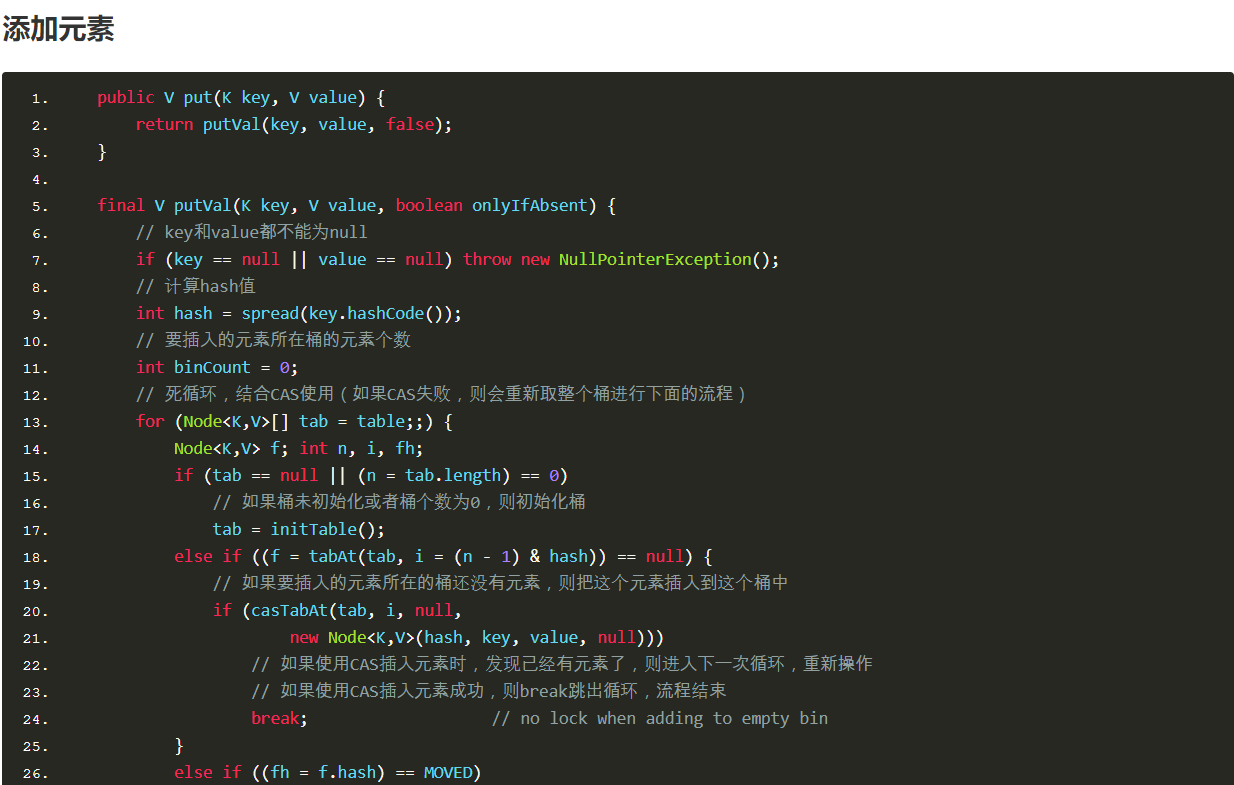 添加元素
1. public V put(K key, V value) {
2. return putVal(key, value, false);
3. }
4.
5. final V putVal(K key, V value, boolean onlyIfAbsent) {
6. // key和value都不能为null
7. if (key == null || value == null) throw new NullPointerException();
8. // 计算hash值
9. int hash = spread(key.hashCode());
10. // 要插入的元素所在桶的元素个数
11. int binCount = 0;
12. // 死循环，结合CAS使用（如果CAS失败，则会重新取整个桶进行下面的流程）
13. for (Node<K,V>[] tab = table;;) {
14. Node<K,V> f; int n, i, fh;
15. if (tab == null || (n = tab.length) == 0)
16. // 如果桶未初始化或者桶个数为0，则初始化桶
17. tab = initTable();
18. else if ((f = tabAt(tab, i = (n - 1) & hash)) == null) {
19. // 如果要插入的元素所在的桶还没有元素，则把这个元素插入到这个桶中
20. if (casTabAt(tab, i, null,
21. new Node<K,V>(hash, key, value, null)))
22. // 如果使用CAS插入元素时，发现已经有元素了，则进入下一次循环，重新操作
23. // 如果使用CAS插入元素成功，则break跳出循环，流程结束
24. break; // no lock when adding to empty bin
25. }
26. else if ((fh = f.hash) == MOVED)